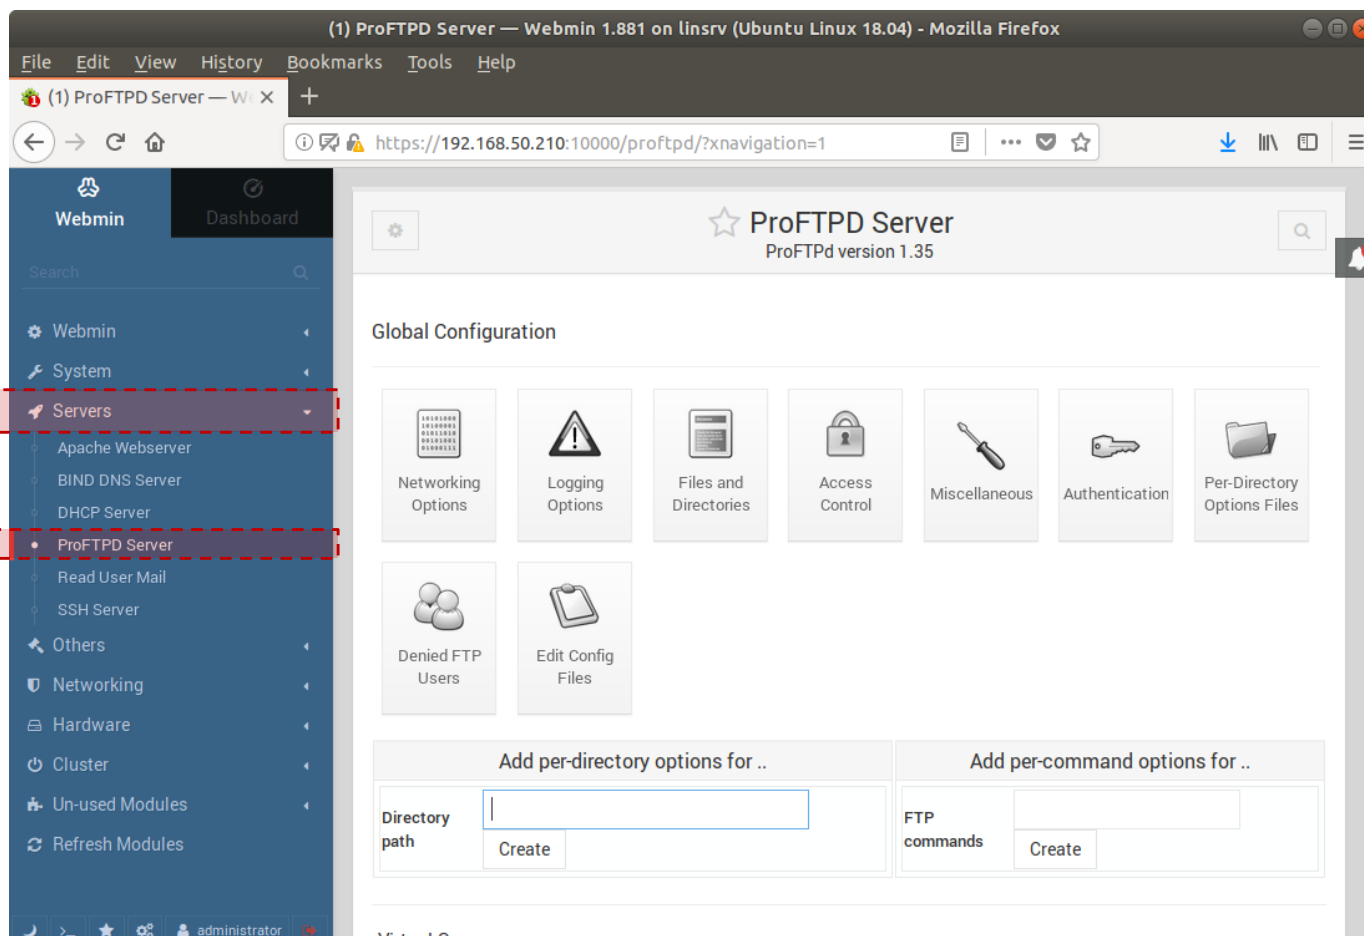 (1) ProFTPD Server — Webmin 1.881 on linsrv (Ubuntu Linux 18.04) - Mozilla Firefox
File Edit View History Bookmarks Tools Help
(1) ProFTPD Server — We
https://192.168.50.210:10000/proftpd/?xnavigation=1
Webmin
Dashboard
Search
Webmin
System
Servers
Apache Webserver
BIND DNS Server
DHCP Server
ProFTPD Server
Read User Mail
SSH Server
Others
Networking
Hardware
Cluster
Un-used Modules
Refresh Modules
administrator
ProFTPD Server
ProFTPd version 1.35
Global Configuration
Networking
Options
Logging
Options
Files and
Directories
Access
Control
Miscellaneous
Authentication
Per-Directory
Options Files
Denied FTP
Users
Edit Config
Files
Add per-directory options for ..
Directory
path
Create
Add per-command options for ..
FTP
commands
Create